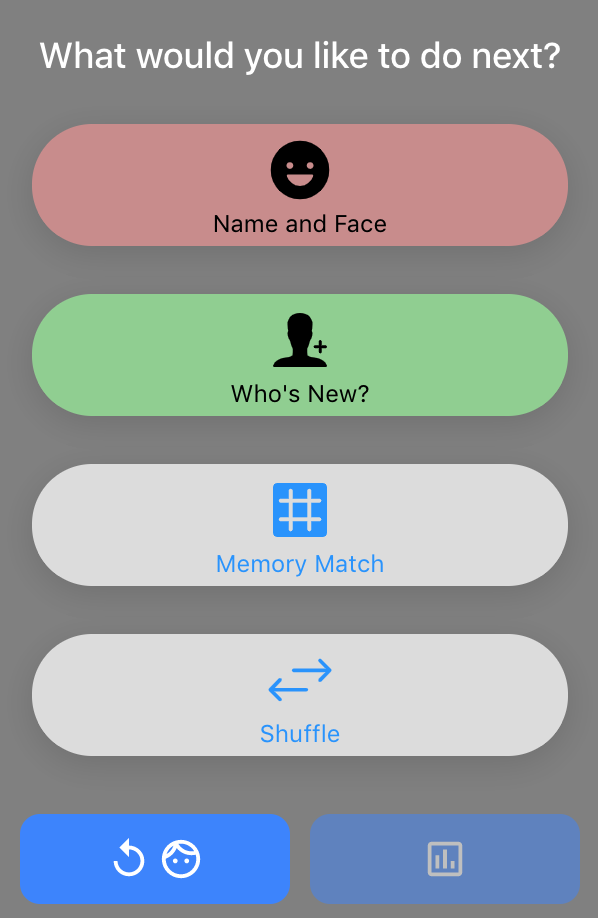 What would you like to do next?
Name and Face
Who's New?
Memory Match
Shuffle